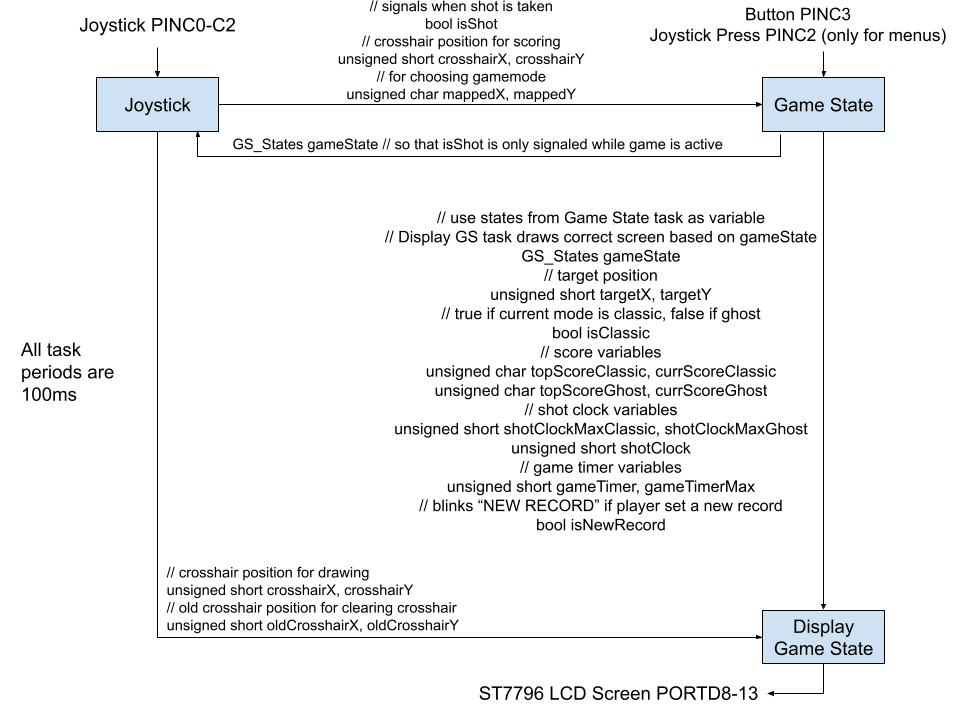 // signals when shot is taken
bool isShot
// crosshair position for scoring
unsigned short crosshairX, crosshairY
// for choosing gamemode
unsigned char mappedX, mappedY
Joystick PINC0-C2
Button PINC3
Joystick Press PINC2 (only for menus)
Joystick
Game State
GS_States gameState // so that isShot is only signaled while game is active
// use states from Game State task as variable
// Display GS task draws correct screen based on gameState
GS_States gameState
// target position
unsigned short targetX, targetY
// true if current mode is classic, false if ghost
bool isClassic
// score variables
unsigned char topScoreClassic, currScoreClassic
unsigned char topScoreGhost, currScoreGhost
// shot clock variables
unsigned short shotClockMaxClassic, shotClockMaxGhost
unsigned short shotClock
// game timer variables
unsigned short gameTimer, gameTimerMax
// blinks “NEW RECORD” if player set a new record
bool isNewRecord
All task
periods are
100ms
// crosshair position for drawing
unsigned short crosshairX, crosshairY
// old crosshair position for clearing crosshair
unsigned short oldCrosshairX, oldCrosshairY
Display
Game State
ST7796 LCD Screen PORTD8-13